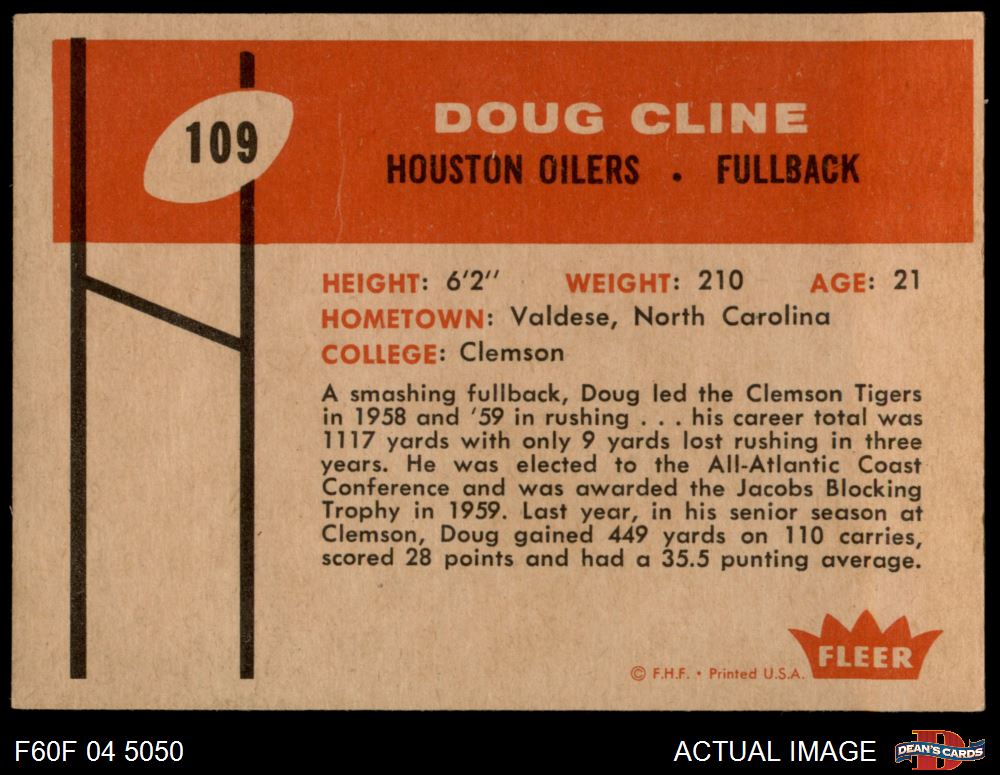 109
DOUG CLINE
HOUSTON OILERS . FULLBACK
HEIGHT: 6'2" WEIGHT: 210 AGE: 21
HOMETOWN: Valdese, North Carolina
COLLEGE: Clemson
A smashing fullback, Doug led the Clemson Tigers
in 1958 and '59 in rushing . . . his career total was
1117 yards with only 9 yards lost rushing in three
years. He was elected to the All-Atlantic Coast
Conference and was awarded the Jacobs Blocking
Trophy in 1959. Last year, in his senior season at
Clemson, Doug gained 449 yards on 110 carries,
scored 28 points and had a 35.5 punting average.
© F.H.F. • Printed U.S.A.
FLEER
F60F 04 5050
ACTUAL IMAGE
D
DEAN'S CARDS